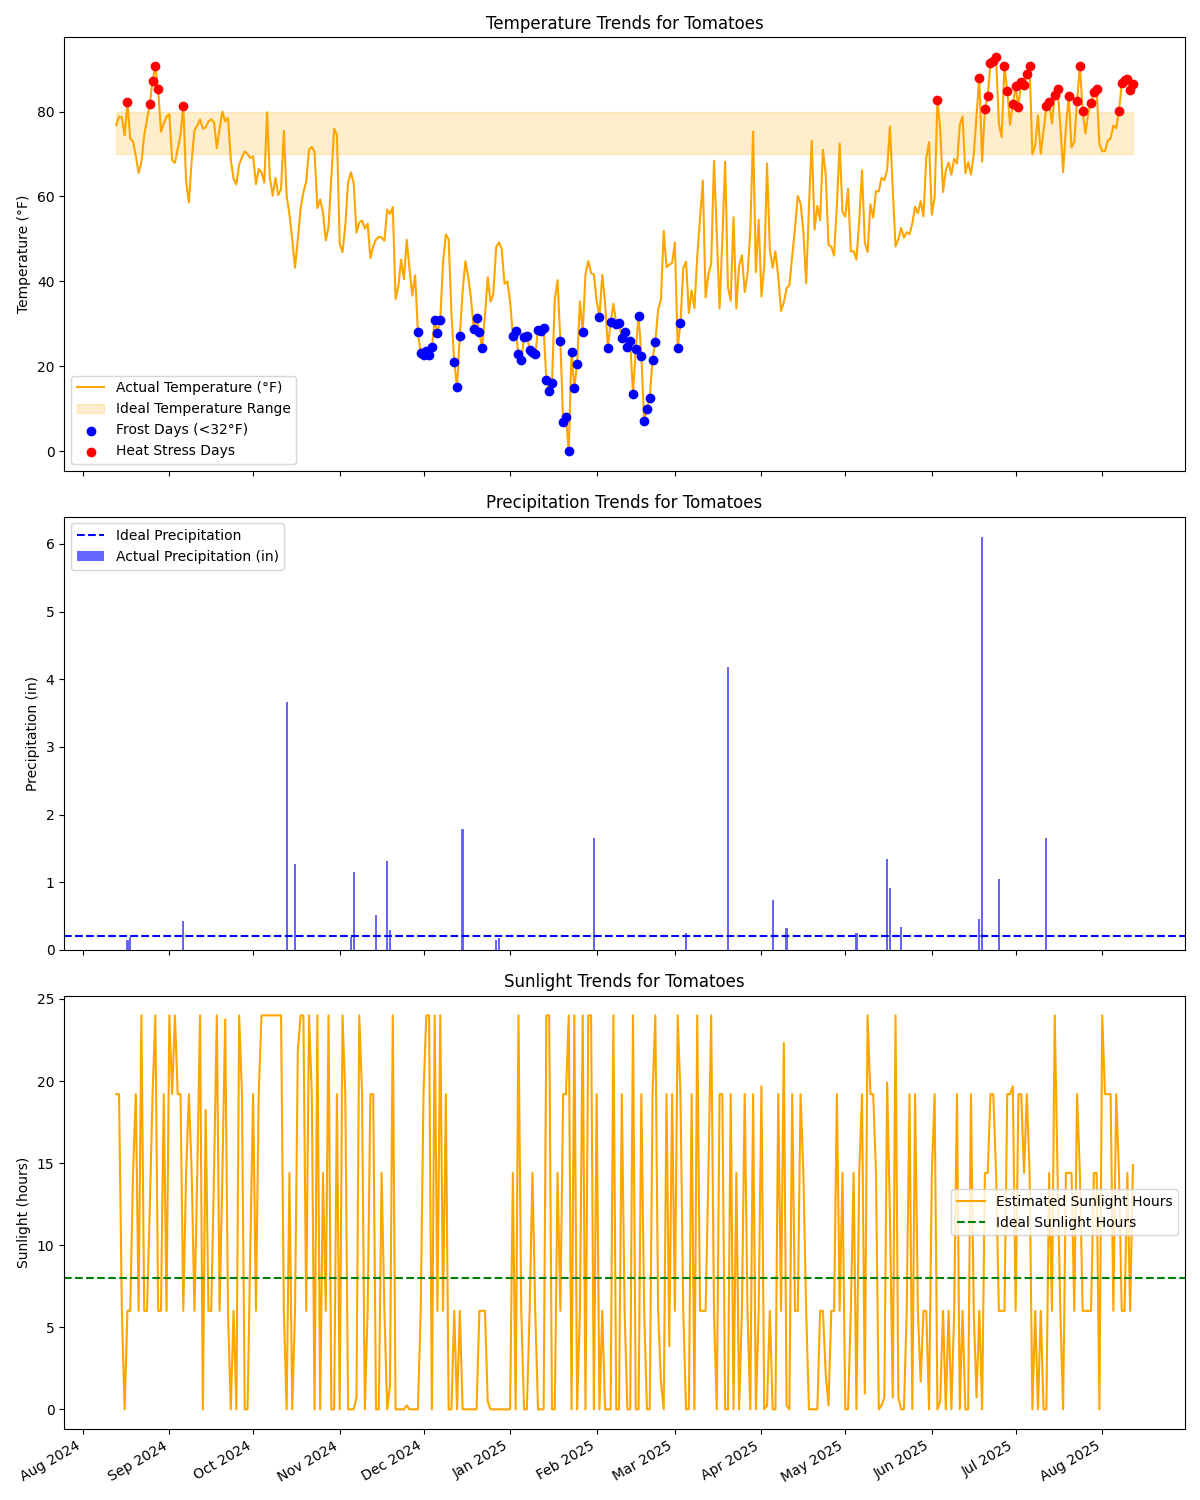 Temperature Trends for Tomatoes
Temperature (°F)
80
60
40
20
0
Actual Temperature (°F)
Ideal Temperature Range
Frost Days (<32°F)
Heat Stress Days
Precipitation Trends for Tomatoes
Precipitation (in)
6
5
4
3
2
1
0
Ideal Precipitation
Actual Precipitation (in)
Sunlight Trends for Tomatoes
Sunlight (hours)
25
20
15
10
5
0
Estimated Sunlight Hours
Ideal Sunlight Hours
Aug 2024
Sep 2024
Oct 2024
Nov 2024
Dec 2024
Jan 2025
Feb 2025
Mar 2025
Apr 2025
May 2025
Jun 2025
Jul 2025
Aug 2025